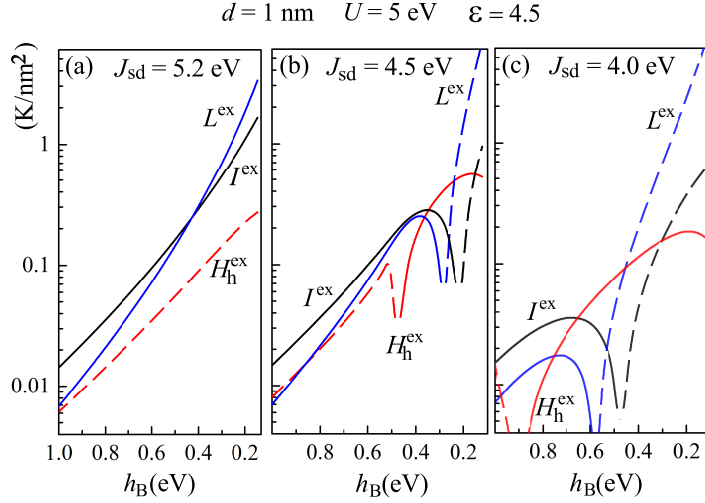 d = 1 nm U = 5 eV ε = 4.5
(K/nm²)
(a) J_sd = 5.2 eV
(b) J_sd = 4.5 eV
(c) J_sd = 4.0 eV
L^ex
I^ex
H_h^ex
L^ex
I^ex
H_h^ex
L^ex
I^ex
H_h^ex
1
0.1
0.01
1.0 0.8 0.6 0.4 0.2
0.8 0.6 0.4 0.2
0.8 0.6 0.4 0.2
h_B(eV)
h_B(eV)
h_B(eV)